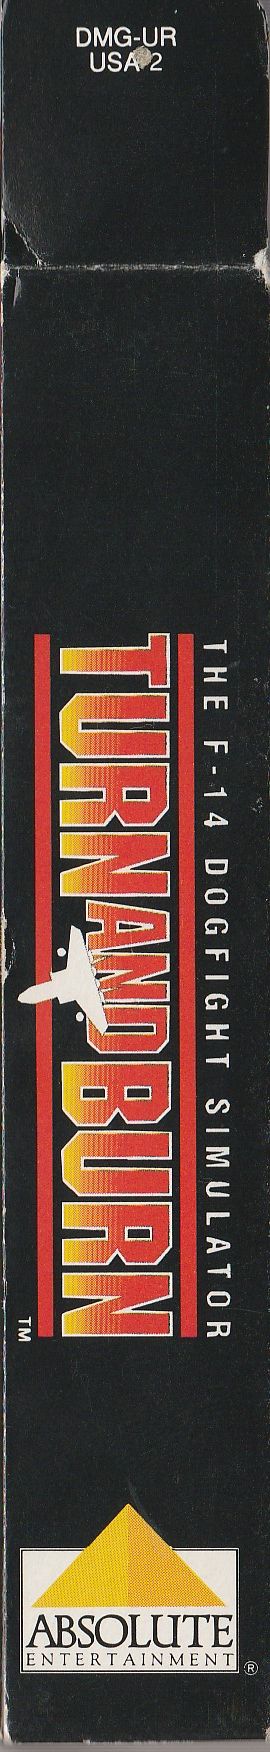 DMG-UR
USA-2
THE F-14 DOGFIGHT SIMULATOR
TURN AND BURN
TM
ABSOLUTE
ENTERTAINMENT
®